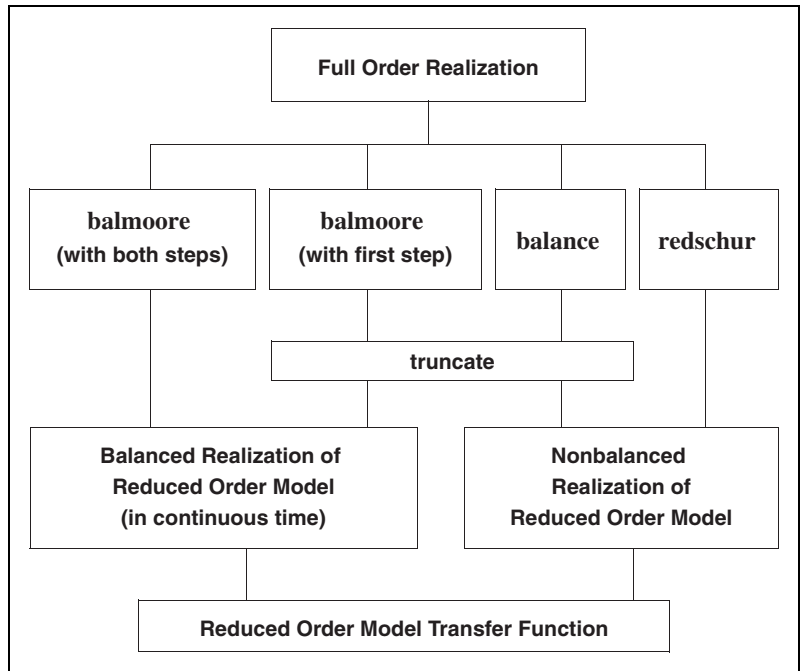 Full Order Realization
balmoore
(with both steps)
balmoore
(with first step)
balance
redschur
truncate
Balanced Realization of
Reduced Order Model
(in continuous time)
Nonbalanced
Realization of
Reduced Order Model
Reduced Order Model Transfer Function